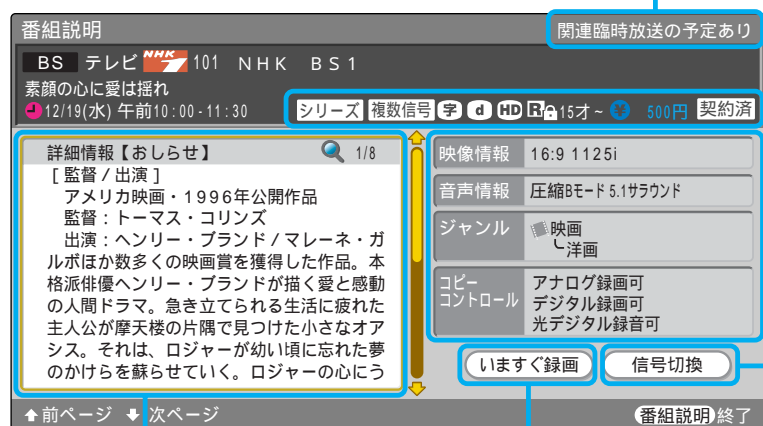 番組説明
関連臨時放送の予定あり
BS テレビ NHK 101 NHK BS1
素顔の心に愛は揺れ
12/19(水) 午前10:00-11:30
シリーズ 複数信号 字 d HD R 15才~ ¥ 500円 契約済
詳細情報【おしらせ】 1/8
[監督/出演]
アメリカ映画・1996年公開作品
監督:トーマス・コリンズ
出演:ヘンリー・ブランド/マレーネ・ガ
ルボほか数多くの映画賞を獲得した作品。本
格派俳優ヘンリー・ブランドが描く愛と感動
の人間ドラマ。急き立てられる生活に疲れた
主人公が摩天楼の片隅で見つけた小さなオア
シス。それは、ロジャーが幼い頃に忘れた夢
のかけらを蘇らせていく。ロジャーの心にう
映像情報 16:9 1125i
音声情報 圧縮Bモード 5.1サラウンド
ジャンル 映画
洋画
コピー
コントロール
アナログ録画可
デジタル録画可
光デジタル録音可
いますぐ録画
信号切換
前ページ 次ページ
番組説明 終了